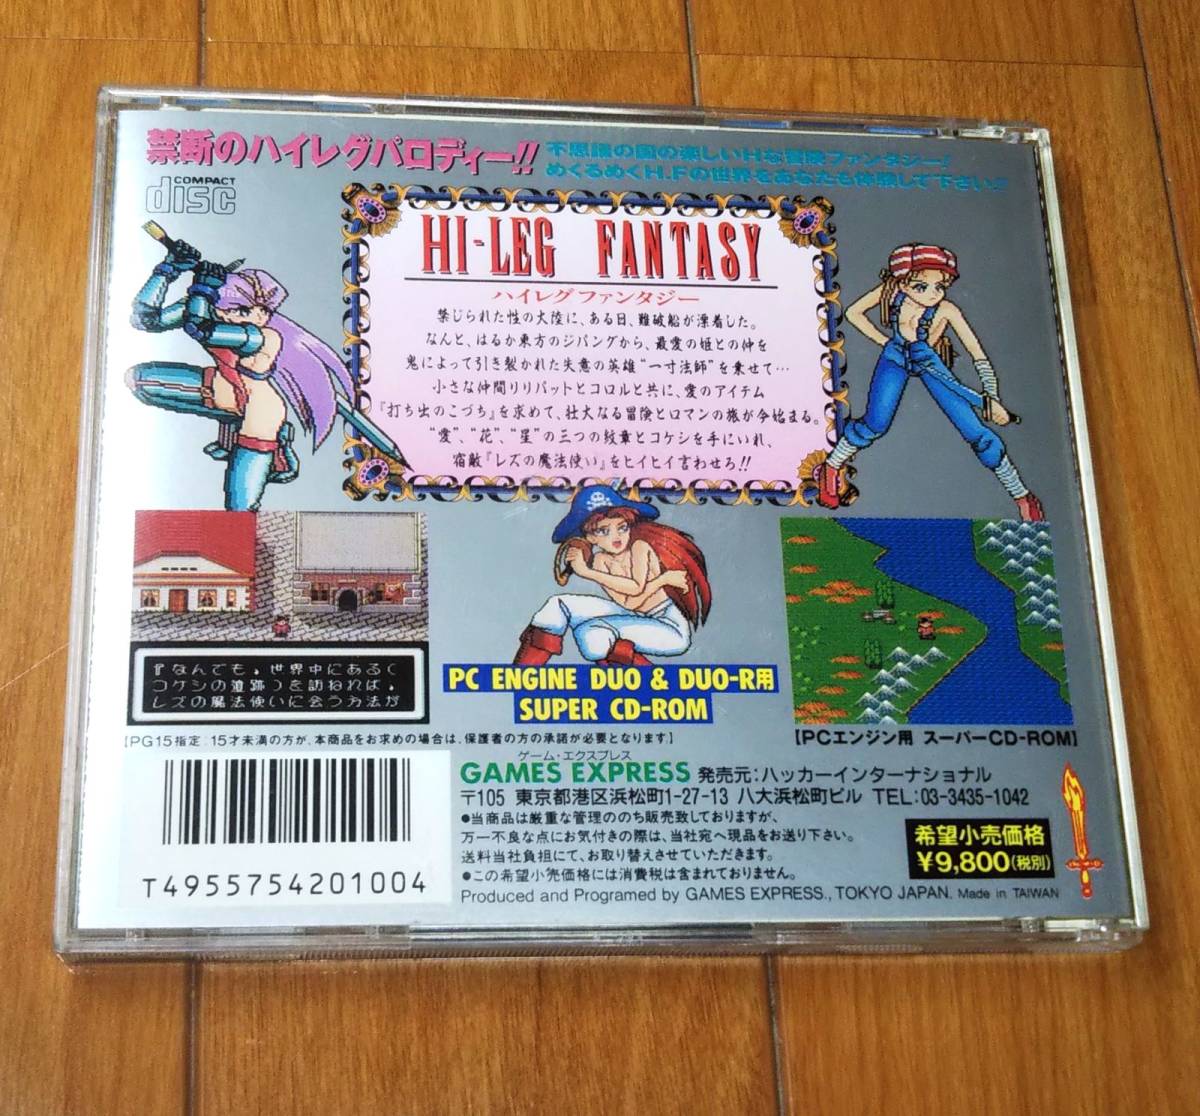 禁断のハイレグパロディー!!
不思議の国の楽しいHな冒険ファンタジー!
めくるめくH.Fの世界をあなたも体験して下さい!!
COMPACT
disc
HI-LEG FANTASY
ハイレグファンタジー
禁じられた性の大陸に、ある日、難破船が漂着した。
なんと、はるか東方のジパングから、最愛の姫との仲を
鬼によって引き裂かれた失意の英雄“一寸法師”を乗せて…
小さな仲間リリパットとコロルと共に、愛のアイテム
『打ち出のこづち』を求めて、壮大なる冒険とロマンの旅が今始まる。
“愛”、“花”、“星”の三つの紋章とコケシを手にいれ、
宿敵『レズの魔法使い』をヒイヒイ言わせろ!!
『なんでも、世界中にあるく
コケシの遺跡>を訪ねれば、
レズの魔法使いに会う方法が
PC ENGINE DUO & DUO-R用
SUPER CD-ROM
【PG15指定:15才未満の方が、本商品をお求めの場合は、保護者の方の承諾が必要となります。】
【PCエンジン用 スーパーCD-ROM】
ゲーム・エクスプレス
GAMES EXPRESS 発売元:ハッカーインターナショナル
〒105 東京都港区浜松町1-27-13 八大浜松町ビル TEL:03-3435-1042
●当商品は厳重な管理ののち販売致しておりますが、
万一不良な点にお気付きの際は、当社宛へ現品をお送り下さい。
送料当社負担にて、お取り替えさせていただきます。
●この希望小売価格には消費税は含まれておりません。
Produced and Programed by GAMES EXPRESS., TOKYO JAPAN. Made in TAIWAN
希望小売価格
¥9,800(税別)
T4955754201004